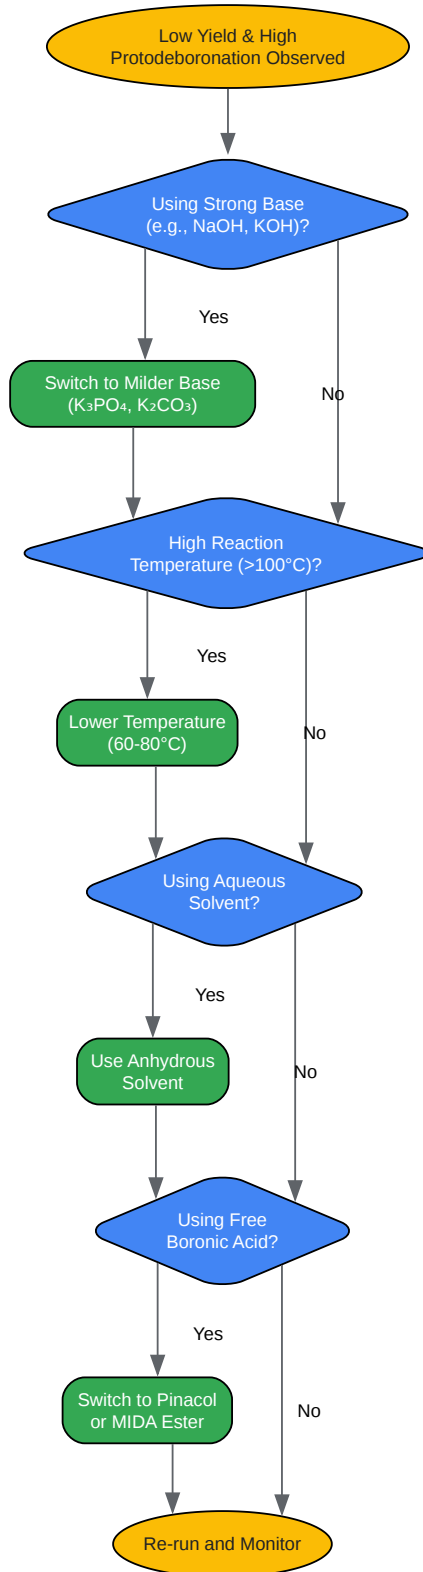 Low Yield & High
Protodeboronation Observed
Using Strong Base
(e.g., NaOH, KOH)?
Yes
Switch to Milder Base
(K₃PO₄, K₂CO₃)
No
High Reaction
Temperature (>100°C)?
Yes
Lower Temperature
(60-80°C)
No
Using Aqueous
Solvent?
Yes
Use Anhydrous
Solvent
No
Using Free
Boronic Acid?
Yes
Switch to Pinacol
or MIDA Ester
No
Re-run and Monitor